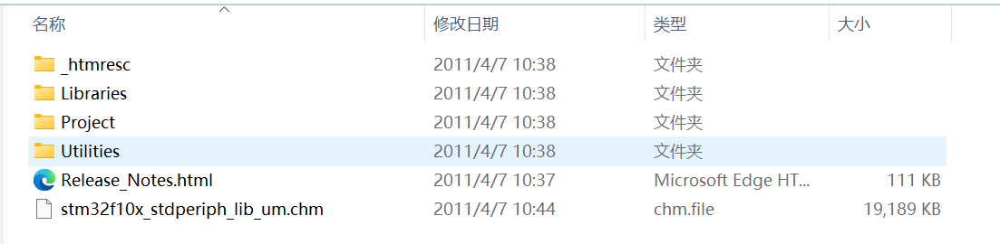 名称 修改日期 类型 大小
_htmresc 2011/4/7 10:38 文件夹
Libraries 2011/4/7 10:38 文件夹
Project 2011/4/7 10:38 文件夹
Utilities 2011/4/7 10:38 文件夹
Release_Notes.html 2011/4/7 10:37 Microsoft Edge HT... 111 KB
stm32f10x_stdperiph_lib_um.chm 2011/4/7 10:44 chm.file 19,189 KB